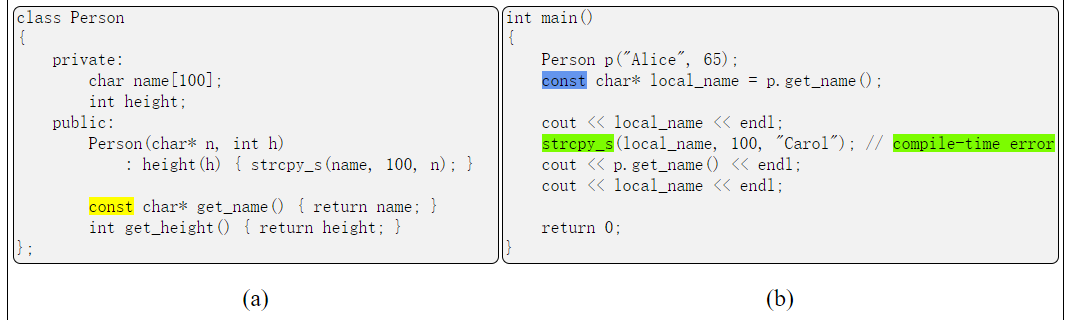 class Person
{
    private:
        char name[100];
        int height;
    public:
        Person(char* n, int h)
            : height(h) { strcpy_s(name, 100, n); }

        const char* get_name() { return name; }
        int get_height() { return height; }
};
(a)
int main()
{
    Person p("Alice", 65);
    const char* local_name = p.get_name();

    cout << local_name << endl;
    strcpy_s(local_name, 100, "Carol"); // compile-time error
    cout << p.get_name() << endl;
    cout << local_name << endl;

    return 0;
}
(b)